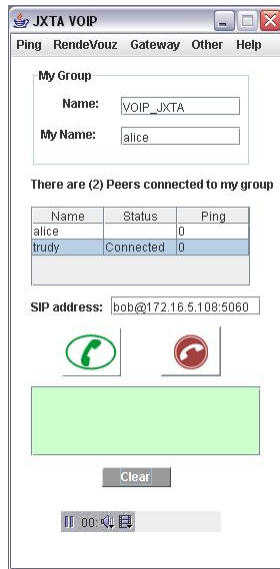 JXTA VOIP
Ping RendeVouz Gateway Other Help
My Group
Name: VOIP_JXTA
My Name: alice
There are (2) Peers connected to my group
Name Status Ping
alice 0
trudy Connected 0
SIP address: bob@172.16.5.108:5060
Clear
00: